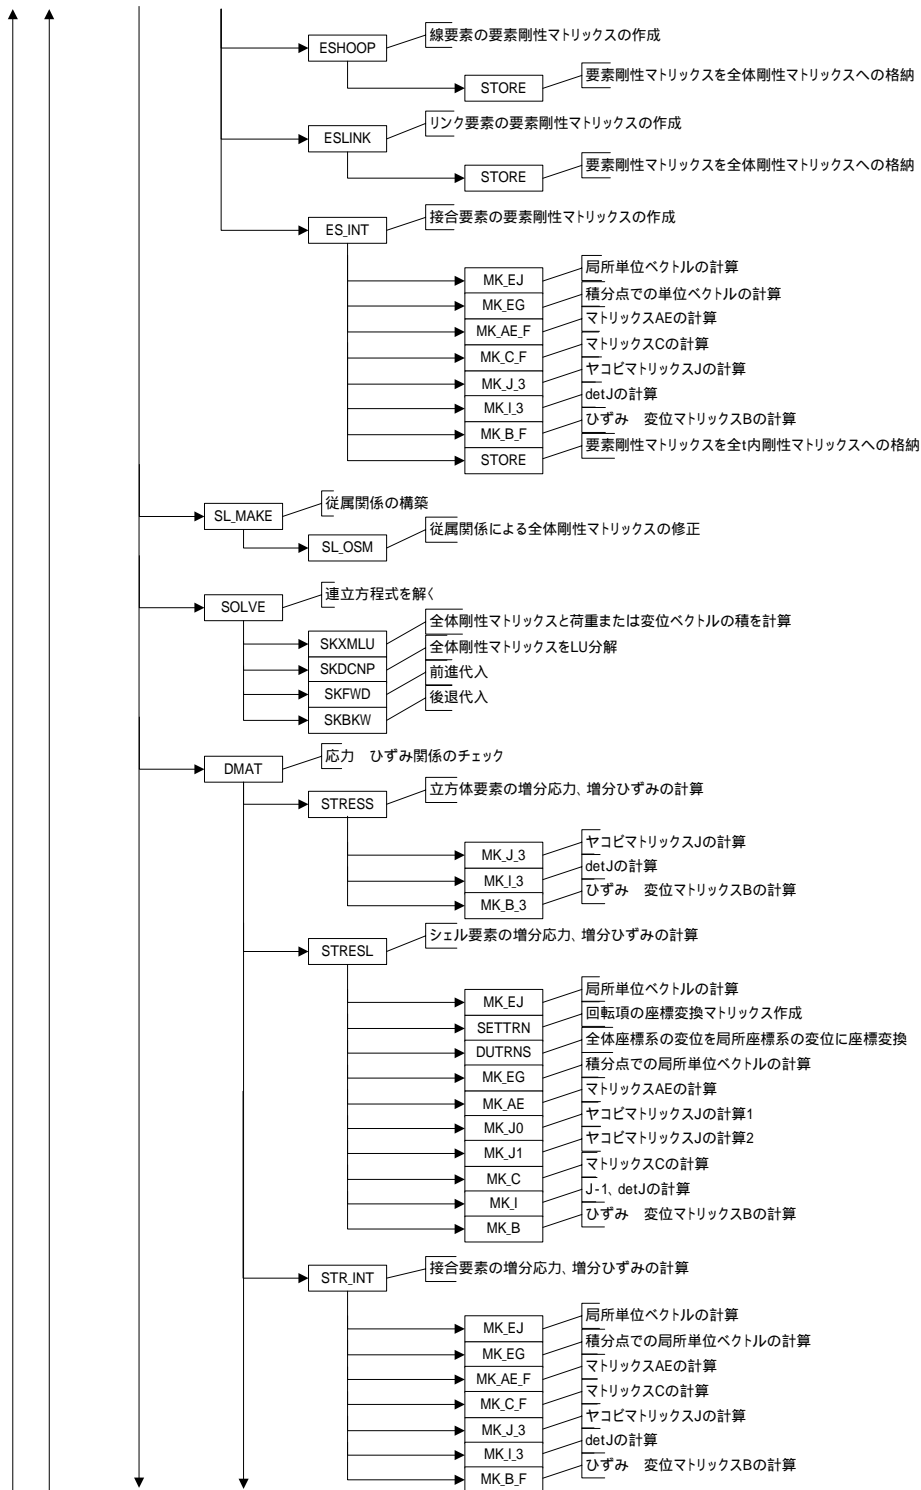 ESHOOP 線要素の要素剛性マトリックスの作成
STORE 要素剛性マトリックスを全体剛性マトリックスへの格納
ESLINK リンク要素の要素剛性マトリックスの作成
STORE 要素剛性マトリックスを全体剛性マトリックスへの格納
ES_INT 接合要素の要素剛性マトリックスの作成
MK_EJ 局所単位ベクトルの計算
MK_EG 積分点での単位ベクトルの計算
MK_AE_F マトリックスAEの計算
MK_C_F マトリックスCの計算
MK_J_3 ヤコビマトリックスJの計算
MK_I_3 detJの計算
MK_B_F ひずみ　変位マトリックスBの計算
STORE 要素剛性マトリックスを全t内剛性マトリックスへの格納
SL_MAKE 従属関係の構築
SL_OSM 従属関係による全体剛性マトリックスの修正
SOLVE 連立方程式を解く
SKXMLU 全体剛性マトリックスと荷重または変位ベクトルの積を計算
SKDCNP 全体剛性マトリックスをLU分解
SKFWD 前進代入
SKBKW 後退代入
DMAT 応力　ひずみ関係のチェック
STRESS 立方体要素の増分応力、増分ひずみの計算
MK_J_3 ヤコビマトリックスJの計算
MK_I_3 detJの計算
MK_B_3 ひずみ　変位マトリックスBの計算
STRESL シェル要素の増分応力、増分ひずみの計算
MK_EJ 局所単位ベクトルの計算
SETTRN 回転項の座標変換マトリックス作成
DUTRNS 全体座標系の変位を局所座標系の変位に座標変換
MK_EG 積分点での局所単位ベクトルの計算
MK_AE マトリックスAEの計算
MK_J0 ヤコビマトリックスJの計算1
MK_J1 ヤコビマトリックスJの計算2
MK_C マトリックスCの計算
MK_I J-1、detJの計算
MK_B ひずみ　変位マトリックスBの計算
STR_INT 接合要素の増分応力、増分ひずみの計算
MK_EJ 局所単位ベクトルの計算
MK_EG 積分点での局所単位ベクトルの計算
MK_AE_F マトリックスAEの計算
MK_C_F マトリックスCの計算
MK_J_3 ヤコビマトリックスJの計算
MK_I_3 detJの計算
MK_B_F ひずみ　変位マトリックスBの計算